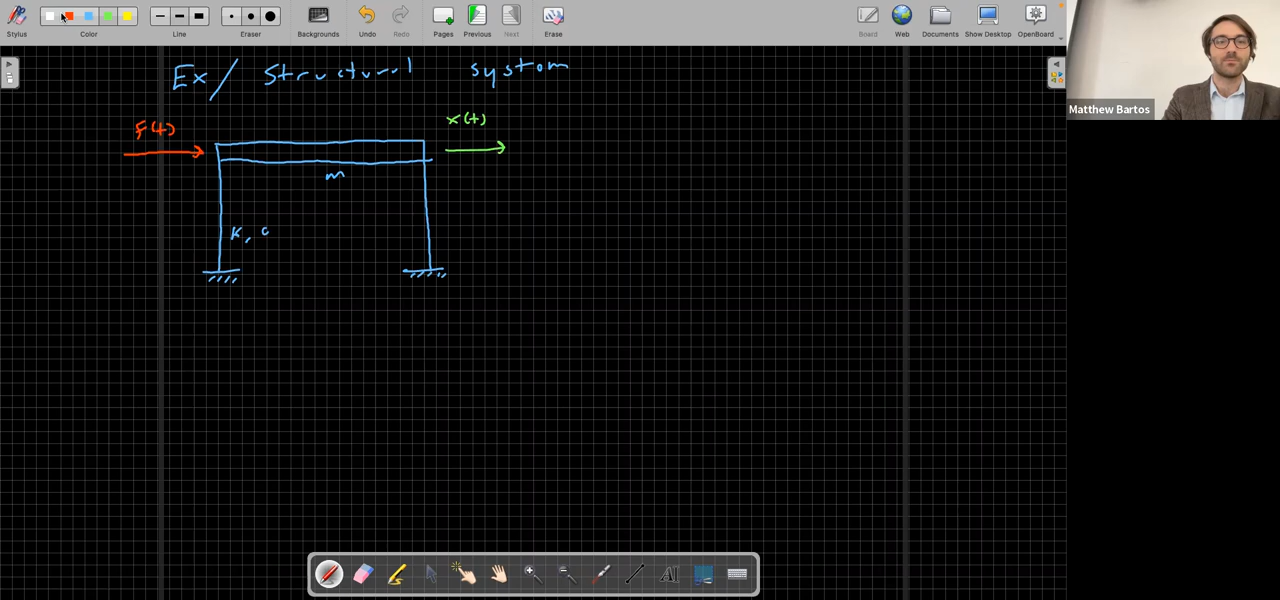 Stylus
Color
Line
Eraser
Backgrounds
Undo
Redo
Pages
Previous
Next
Erase
Board
Web
Documents
Show Desktop
OpenBoard
Matthew Bartos
Ex/ Structural system
f(t)
x(t)
m
k, c
AI